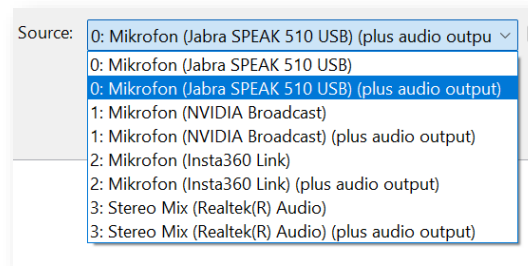 Source:
0: Mikrofon (Jabra SPEAK 510 USB) (plus audio outpu
0: Mikrofon (Jabra SPEAK 510 USB)
0: Mikrofon (Jabra SPEAK 510 USB) (plus audio output)
1: Mikrofon (NVIDIA Broadcast)
1: Mikrofon (NVIDIA Broadcast) (plus audio output)
2: Mikrofon (Insta360 Link)
2: Mikrofon (Insta360 Link) (plus audio output)
3: Stereo Mix (Realtek(R) Audio)
3: Stereo Mix (Realtek(R) Audio) (plus audio output)